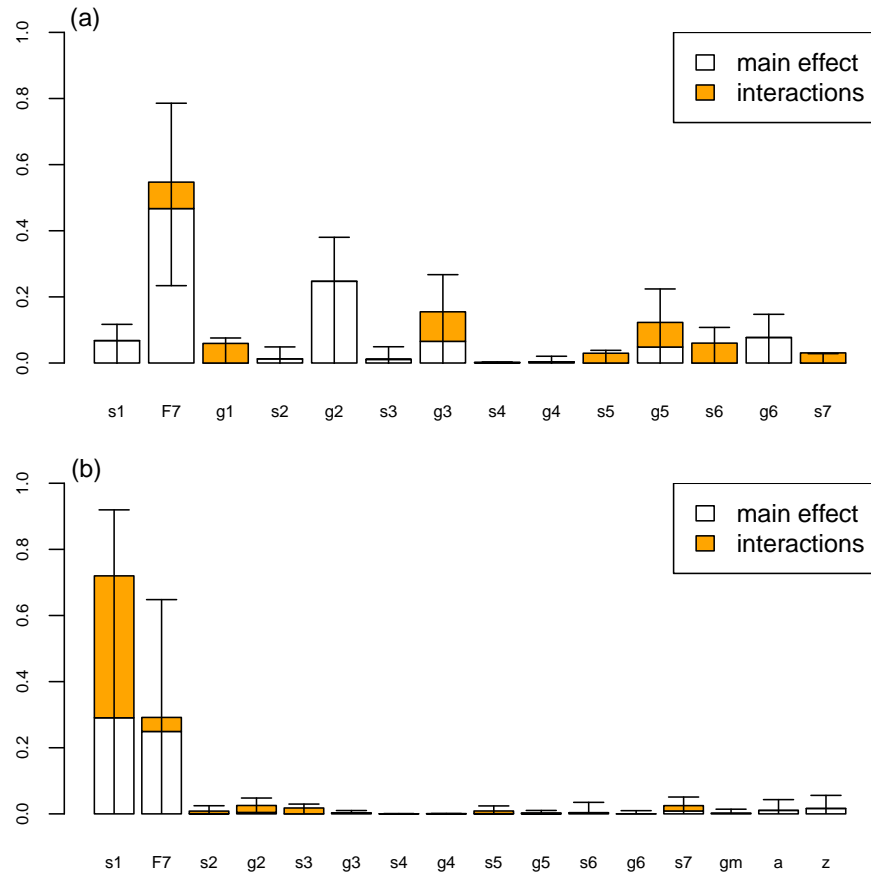 (a)
1.0
0.8
0.6
0.4
0.2
0.0
main effect
interactions
s1 F7 g1 s2 g2 s3 g3 s4 g4 s5 g5 s6 g6 s7
(b)
1.0
0.8
0.6
0.4
0.2
0.0
main effect
interactions
s1 F7 s2 g2 s3 g3 s4 g4 s5 g5 s6 g6 s7 gm a z